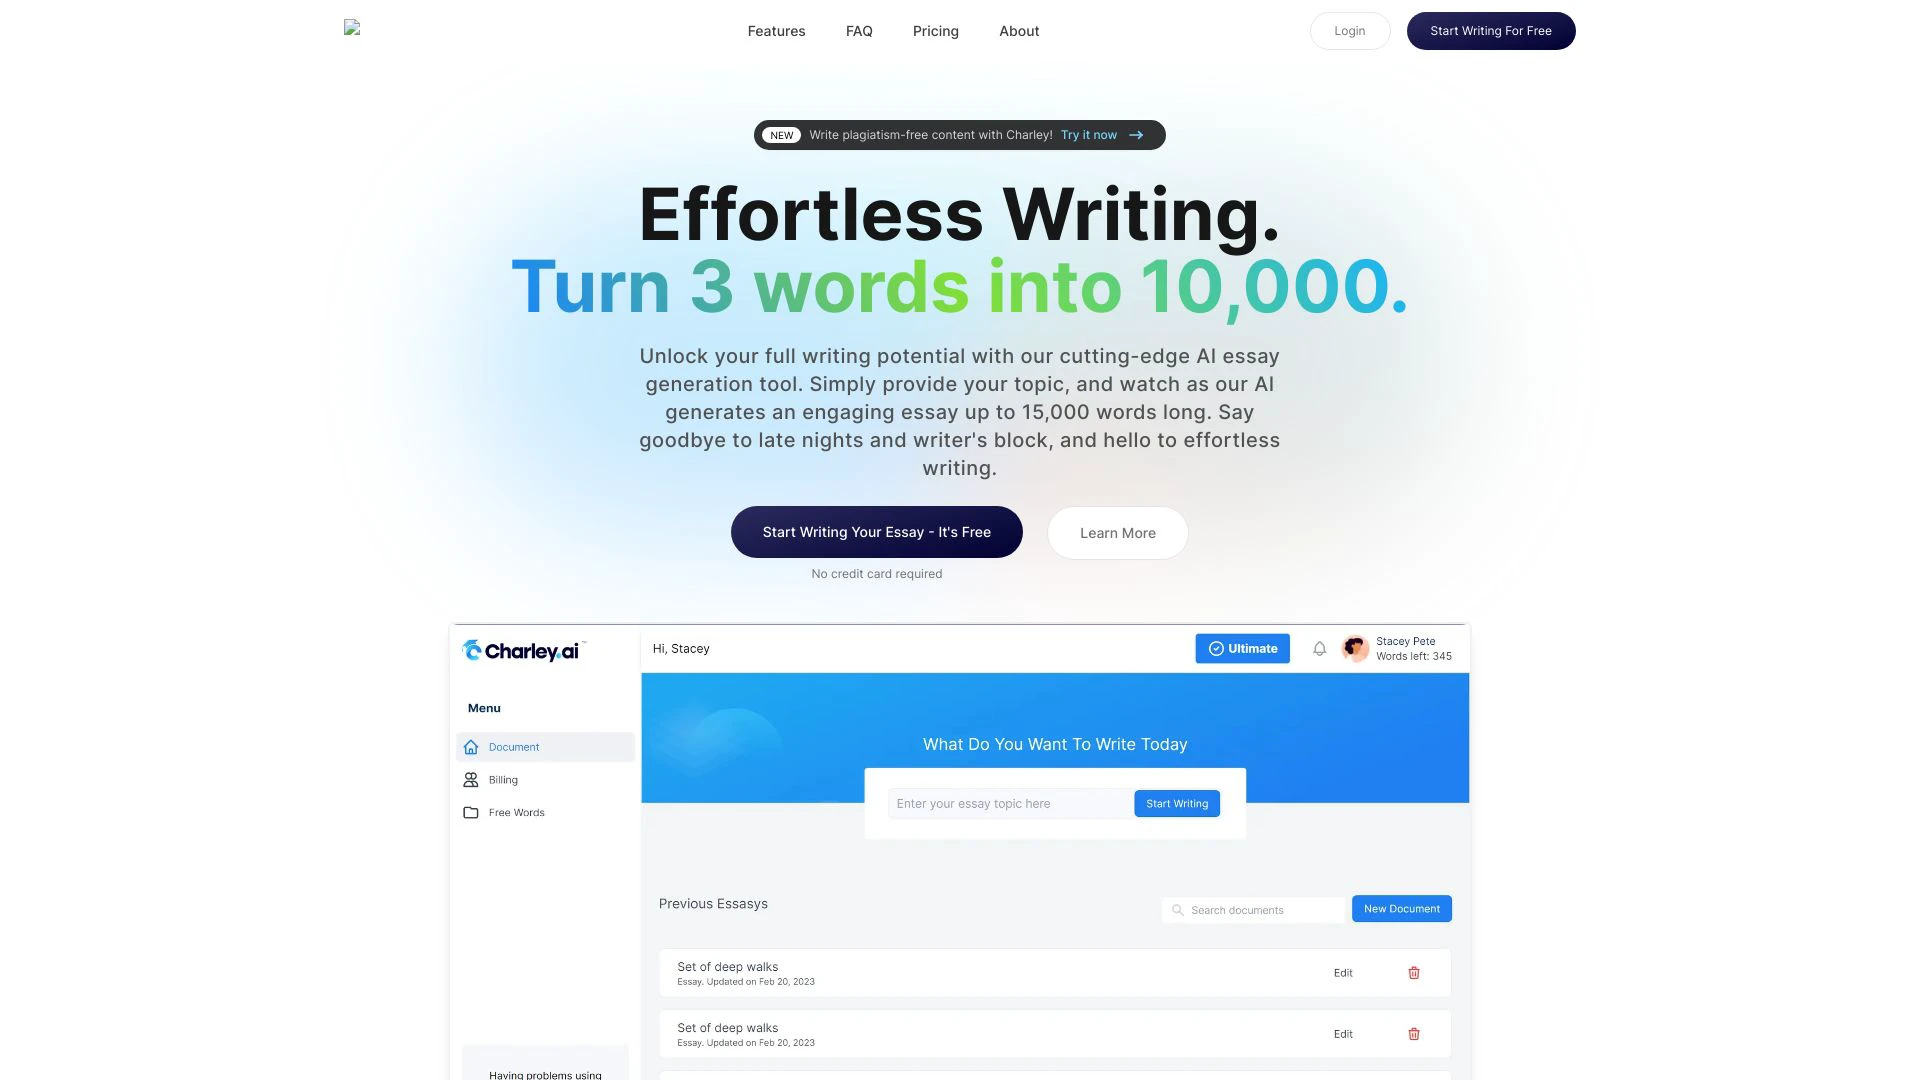 Features FAQ Pricing About Login Start Writing For Free
NEW Write plagiatism-free content with Charley! Try it now
Effortless Writing.
Turn 3 words into 10,000.
Unlock your full writing potential with our cutting-edge AI essay
generation tool. Simply provide your topic, and watch as our AI
generates an engaging essay up to 15,000 words long. Say
goodbye to late nights and writer's block, and hello to effortless
writing.
Start Writing Your Essay - It's Free Learn More
No credit card required
Charley.ai™
Hi, Stacey
Ultimate
Stacey Pete
Words left: 345
Menu
Document
Billing
Free Words
What Do You Want To Write Today
Enter your essay topic here Start Writing
Previous Essasys
Search documents New Document
Set of deep walks
Essay. Updated on Feb 20, 2023
Edit
Set of deep walks
Essay. Updated on Feb 20, 2023
Edit
Having problems using